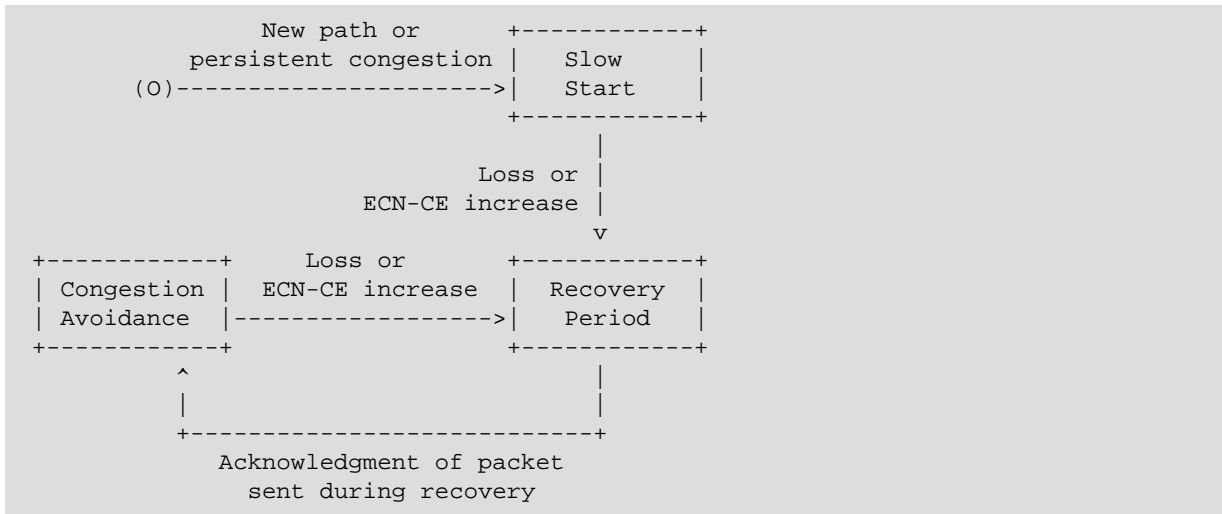 New path or      +------------+
persistent congestion |   Slow     |
(O)---------------------->|   Start    |
+------------+
|
Loss or |
ECN-CE increase |
v
+------------+     Loss or       +------------+
| Congestion |  ECN-CE increase  |  Recovery  |
| Avoidance  |------------------>|   Period   |
+------------+                   +------------+
^                            |
|                            |
+----------------------------+
Acknowledgment of packet
sent during recovery